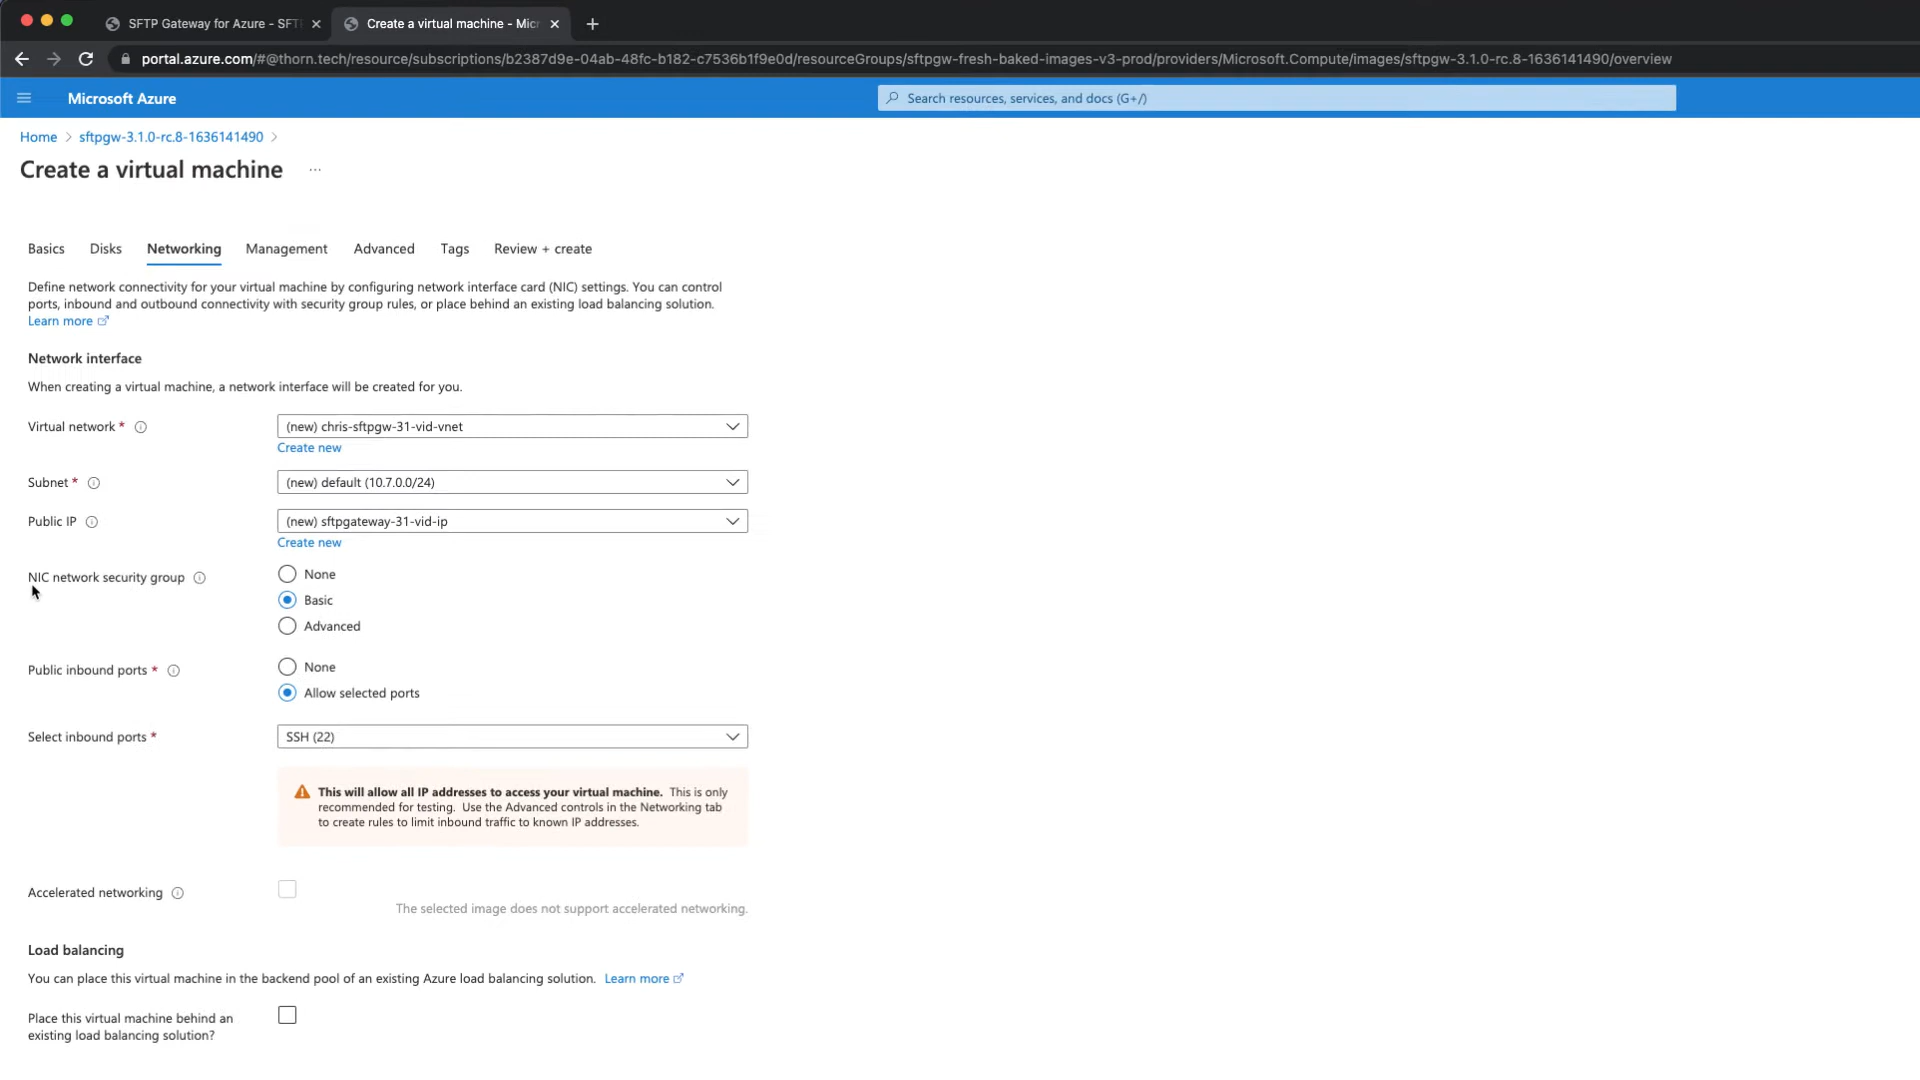 SFTP Gateway for Azure - SFT
Create a virtual machine - Micr
portal.azure.com/#@thorn.tech/resource/subscriptions/b2387d9e-04ab-48fc-b182-c7536b1f9e0d/resourceGroups/sftpgw-fresh-baked-images-v3-prod/providers/Microsoft.Compute/images/sftpgw-3.1.0-rc.8-1636141490/overview
Microsoft Azure
Search resources, services, and docs (G+/)
Home > sftpgw-3.1.0-rc.8-1636141490 >
Create a virtual machine ...
Basics Disks Networking Management Advanced Tags Review + create
Define network connectivity for your virtual machine by configuring network interface card (NIC) settings. You can control
ports, inbound and outbound connectivity with security group rules, or place behind an existing load balancing solution.
Learn more
Network interface
When creating a virtual machine, a network interface will be created for you.
Virtual network *
(new) chris-sftpgw-31-vid-vnet
Create new
Subnet *
(new) default (10.7.0.0/24)
Public IP
(new) sftpgateway-31-vid-ip
Create new
NIC network security group
None
Basic
Advanced
Public inbound ports *
None
Allow selected ports
Select inbound ports *
SSH (22)
This will allow all IP addresses to access your virtual machine. This is only
recommended for testing. Use the Advanced controls in the Networking tab
to create rules to limit inbound traffic to known IP addresses.
Accelerated networking
The selected image does not support accelerated networking.
Load balancing
You can place this virtual machine in the backend pool of an existing Azure load balancing solution. Learn more
Place this virtual machine behind an
existing load balancing solution?